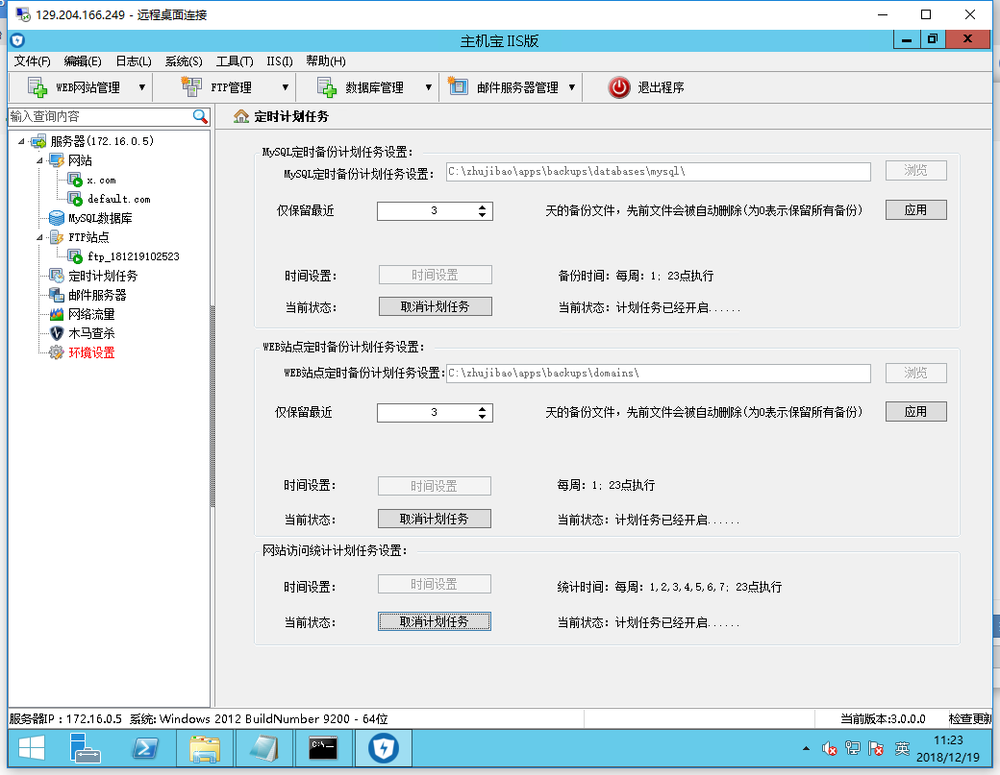 129.204.166.249 - 远程桌面连接
主机宝 IIS版
文件(F) 编辑(E) 日志(L) 系统(S) 工具(T) IIS(I) 帮助(H)
WEB网站管理 FTP管理 数据库管理 邮件服务器管理 退出程序
输入查询内容
定时计划任务
服务器(172.16.0.5)
网站
x.com
default.com
MySQL数据库
FTP站点
ftp_181219102523
定时计划任务
邮件服务器
网络流量
木马查杀
环境设置
MySQL定时备份计划任务设置:
MySQL定时备份计划任务设置: C:\zhujibao\apps\backups\databases\mysql\ 浏览
仅保留最近 3 天的备份文件，先前文件会被自动删除(为0表示保留所有备份) 应用
时间设置: 时间设置 备份时间: 每周: 1; 23点执行
当前状态: 取消计划任务 当前状态: 计划任务已经开启......
WEB站点定时备份计划任务设置:
WEB站点定时备份计划任务设置: C:\zhujibao\apps\backups\domains\ 浏览
仅保留最近 3 天的备份文件，先前文件会被自动删除(为0表示保留所有备份) 应用
时间设置: 时间设置 每周: 1; 23点执行
当前状态: 取消计划任务 当前状态: 计划任务已经开启......
网站访问统计计划任务设置:
时间设置: 时间设置 统计时间: 每周: 1,2,3,4,5,6,7; 23点执行
当前状态: 取消计划任务 当前状态: 计划任务已经开启......
服务器IP : 172.16.0.5 系统: Windows 2012 BuildNumber 9200 - 64位 当前版本:3.0.0.0 检查更新
C:\_
英
11:23
2018/12/19